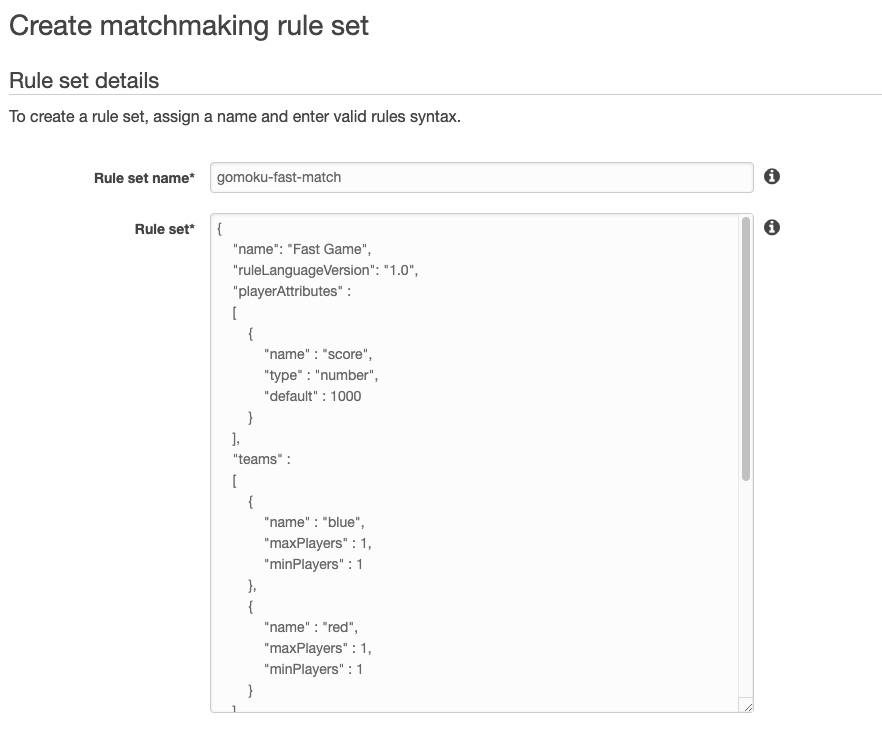 Create matchmaking rule set
Rule set details
To create a rule set, assign a name and enter valid rules syntax.
Rule set name* gomoku-fast-match
Rule set* {
"name": "Fast Game",
"ruleLanguageVersion": "1.0",
"playerAttributes" :
[
{
"name" : "score",
"type" : "number",
"default" : 1000
}
],
"teams" :
[
{
"name" : "blue",
"maxPlayers" : 1,
"minPlayers" : 1
},
{
"name" : "red",
"maxPlayers" : 1,
"minPlayers" : 1
}
]